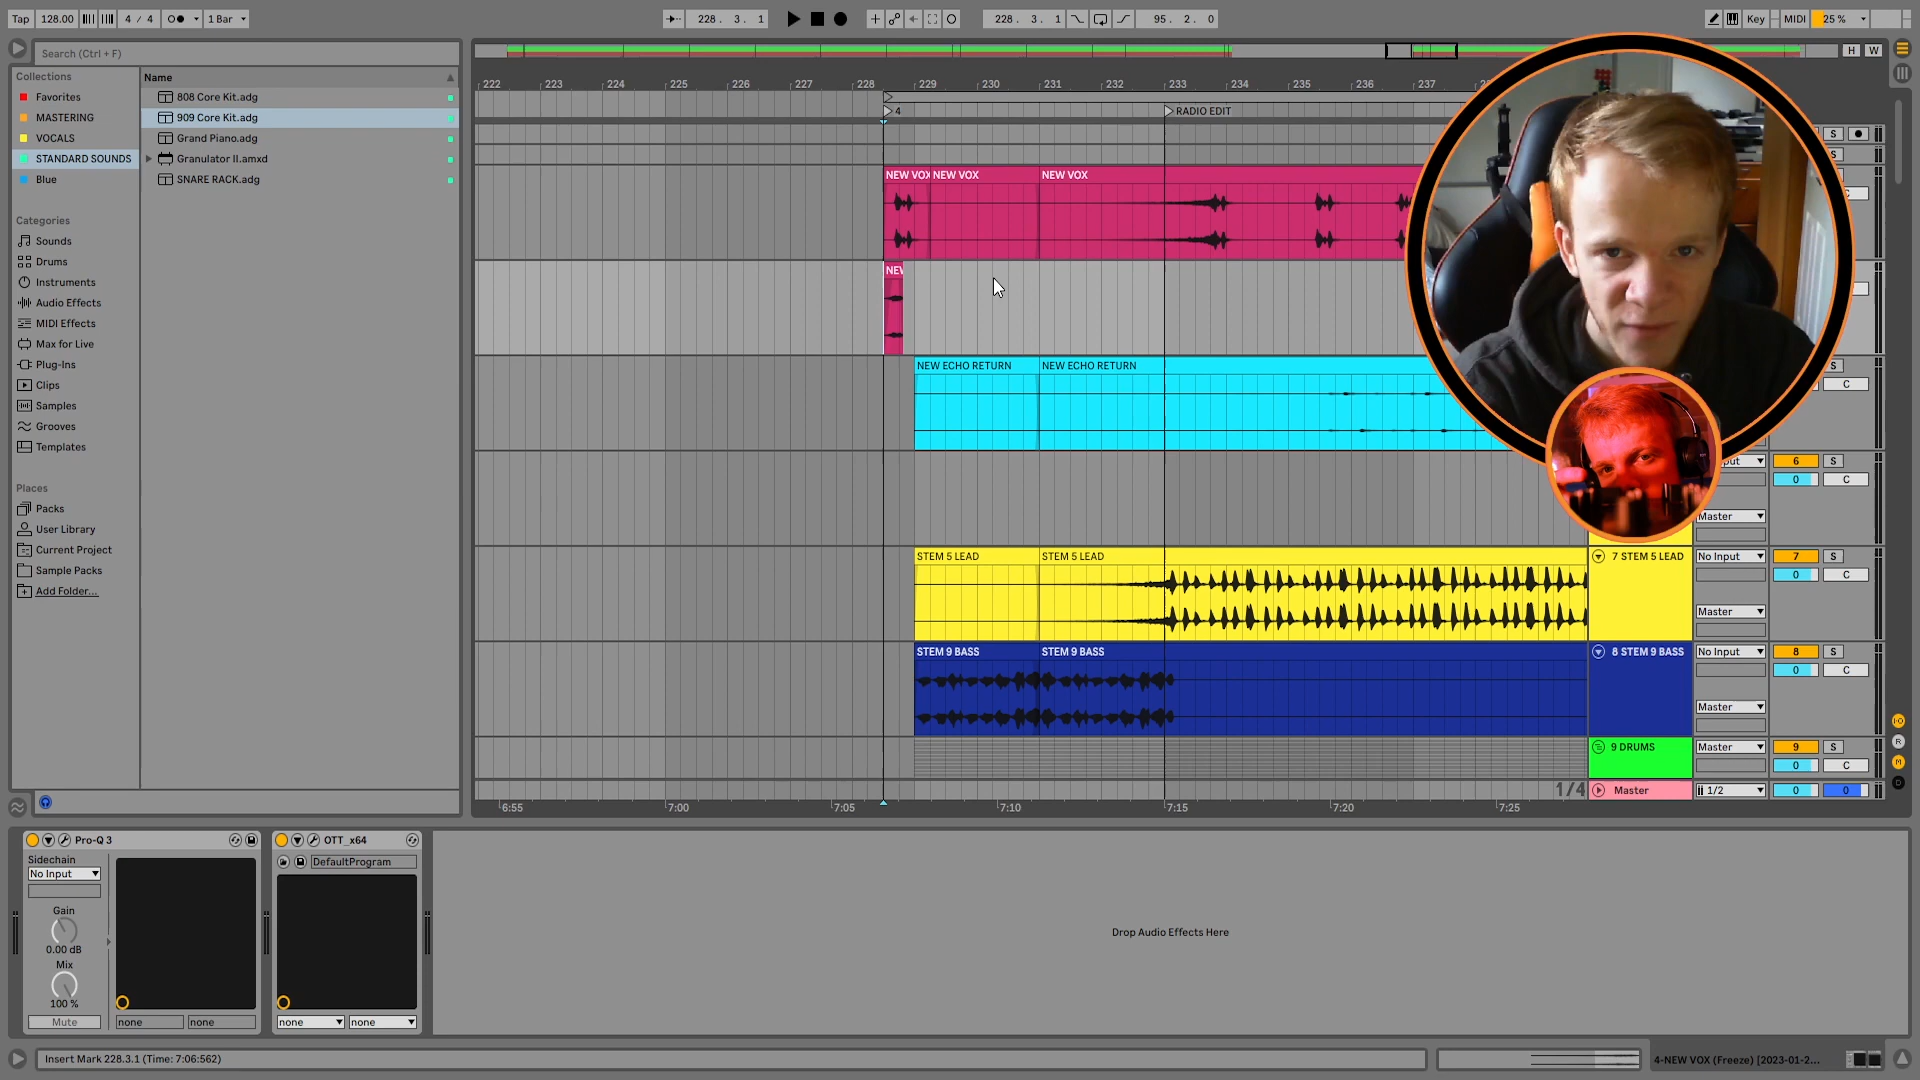 Tap 128.00 4 / 4 1 Bar 228. 3. 1 228. 3. 1 95. 2. 0 Key MIDI 25 %
Search (Ctrl + F)
H W
Collections
Favorites
MASTERING
VOCALS
STANDARD SOUNDS
Blue
Categories
Sounds
Drums
Instruments
Audio Effects
MIDI Effects
Max for Live
Plug-Ins
Clips
Samples
Grooves
Templates
Places
Packs
User Library
Current Project
Sample Packs
Add Folder...
Name
808 Core Kit.adg
909 Core Kit.adg
Grand Piano.adg
Granulator II.amxd
SNARE RACK.adg
222 223 224 225 226 227 228 229 230 231 232 233 234 235 236 237
4 RADIO EDIT
S
NEW VOX NEW VOX NEW VOX
NEW ECHO RETURN NEW ECHO RETURN S
C
6 S
0 C
Master
STEM 5 LEAD STEM 5 LEAD 7 STEM 5 LEAD No Input 7 S
0 C
Master
STEM 9 BASS STEM 9 BASS 8 STEM 9 BASS No Input 8 S
0 C
Master
9 DRUMS Master 9 S
0 C
1/4 Master 1/2 0 0
6:55 7:00 7:05 7:10 7:15 7:20 7:25
Pro-Q 3
Sidechain
No Input
Gain
0.00 dB
Mix
100 %
Mute none none
OTT_x64
DefaultProgram
none none
Drop Audio Effects Here
Insert Mark 228.3.1 (Time: 7:06:562)
4-NEW VOX (Freeze) [2023-01-2...